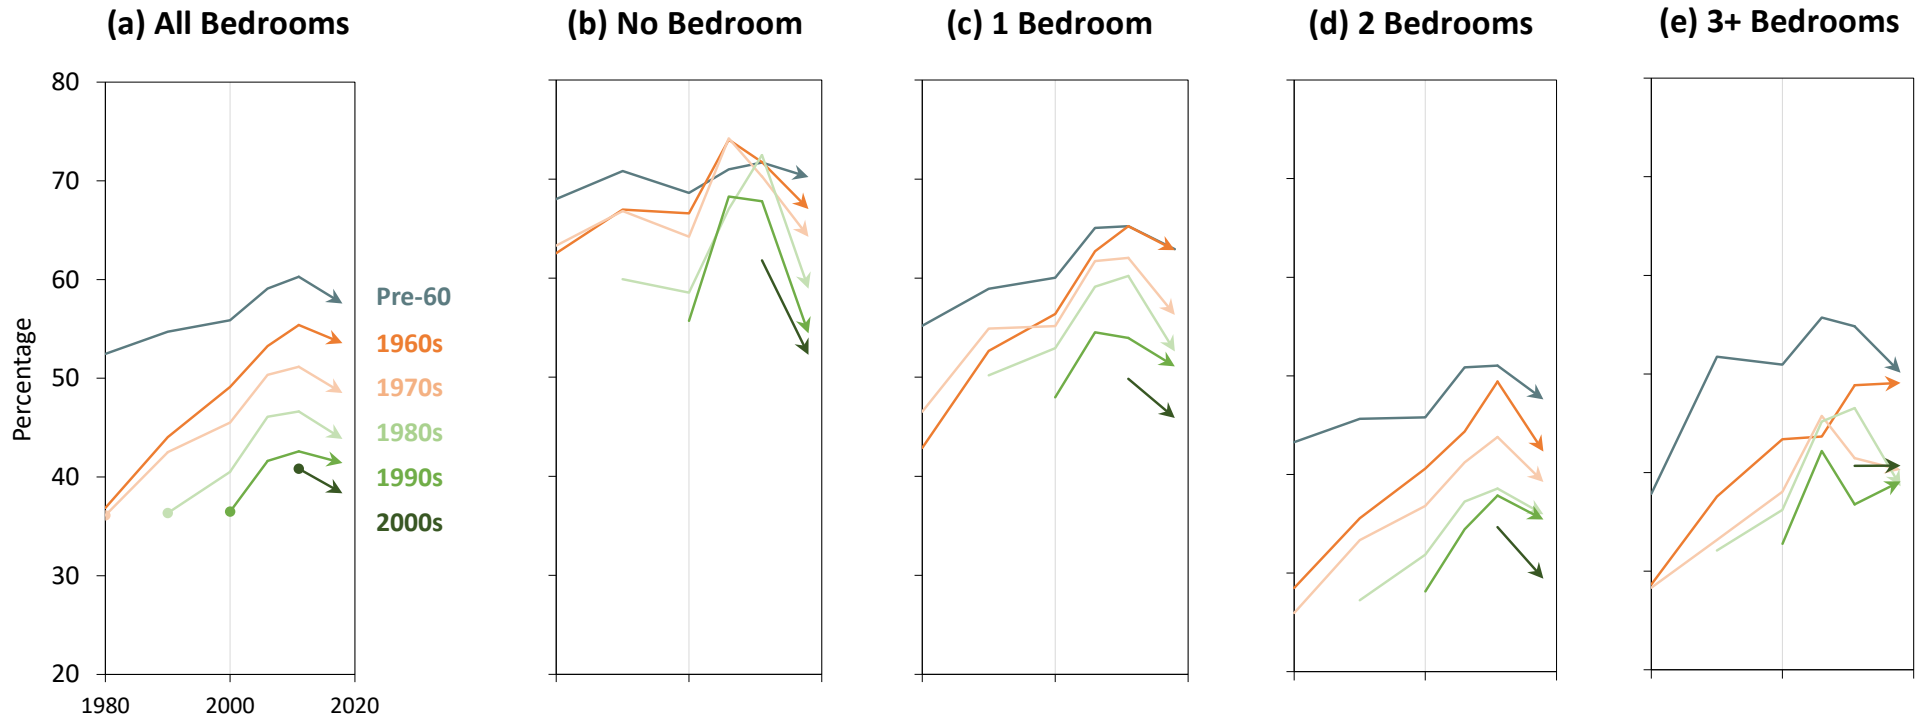 (a) All Bedrooms
(b) No Bedroom
(c) 1 Bedroom
(d) 2 Bedrooms
(e) 3+ Bedrooms
Percentage
80
70
60
50
40
30
20
1980
2000
2020
Pre-60
1960s
1970s
1980s
1990s
2000s